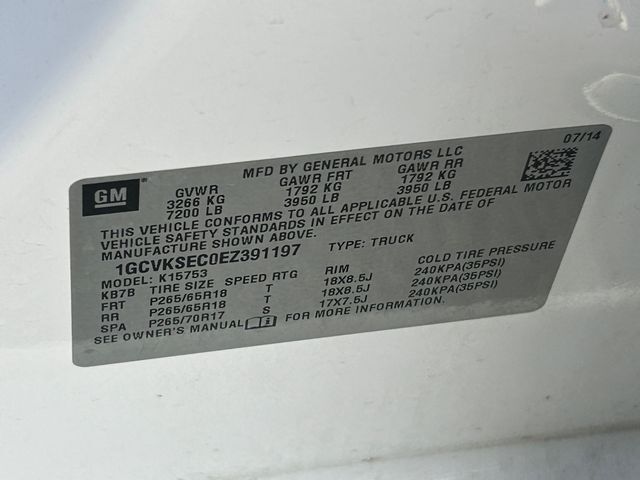 07/14
MFD BY GENERAL MOTORS LLC
GM
GVWR GAWR FRT GAWR RR
3266 KG 1792 KG 1792 KG
7200 LB 3950 LB 3950 LB
THIS VEHICLE CONFORMS TO ALL APPLICABLE U.S. FEDERAL MOTOR
VEHICLE SAFETY STANDARDS IN EFFECT ON THE DATE OF
MANUFACTURE SHOWN ABOVE.
1GCVKSEC0EZ391197 TYPE: TRUCK
MODEL: K15753
KB7B TIRE SIZE SPEED RTG RIM COLD TIRE PRESSURE
FRT P265/65R18 T 18X8.5J 240KPA(35PSI)
RR P265/65R18 T 18X8.5J 240KPA(35PSI)
SPA P265/70R17 S 17X7.5J 240KPA(35PSI)
SEE OWNER'S MANUAL FOR MORE INFORMATION.